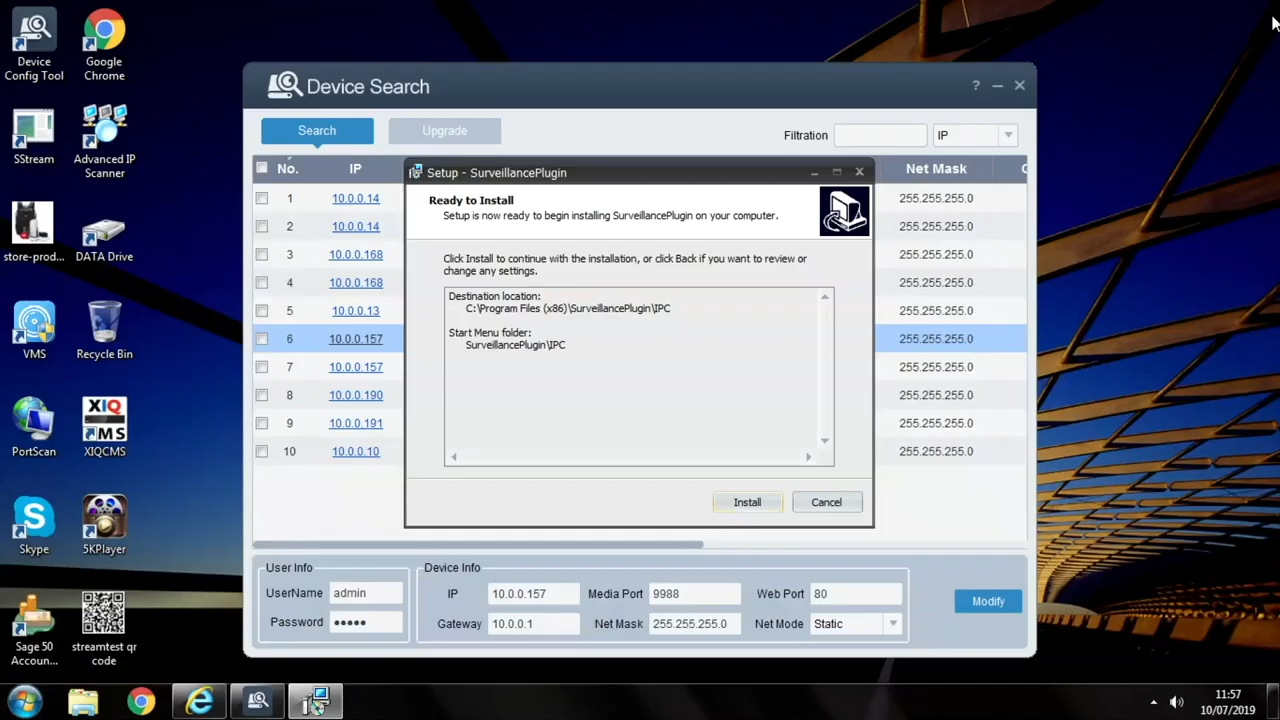 Device Config Tool
Google Chrome
SStream
Advanced IP Scanner
store-prod...
DATA Drive
VMS
Recycle Bin
PortScan
XIQ
MS
XIQCMS
Skype
5KPlayer
Sage 50 Accoun...
streamtest qr code
Device Search
?
Search
Upgrade
Filtration
IP
No.
IP
Net Mask
1 10.0.0.14 255.255.255.0
2 10.0.0.14 255.255.255.0
3 10.0.0.168 255.255.255.0
4 10.0.0.168 255.255.255.0
5 10.0.0.13 255.255.255.0
6 10.0.0.157 255.255.255.0
7 10.0.0.157 255.255.255.0
8 10.0.0.190 255.255.255.0
9 10.0.0.191 255.255.255.0
10 10.0.0.10 255.255.255.0
Setup - SurveillancePlugin
Ready to Install
Setup is now ready to begin installing SurveillancePlugin on your computer.
Click Install to continue with the installation, or click Back if you want to review or
change any settings.
Destination location:
C:\Program Files (x86)\SurveillancePlugin\IPC
Start Menu folder:
SurveillancePlugin\IPC
Install
Cancel
User Info
UserName admin
Password •••••
Device Info
IP 10.0.0.157 Media Port 9988 Web Port 80
Gateway 10.0.0.1 Net Mask 255.255.255.0 Net Mode Static
Modify
11:57
10/07/2019